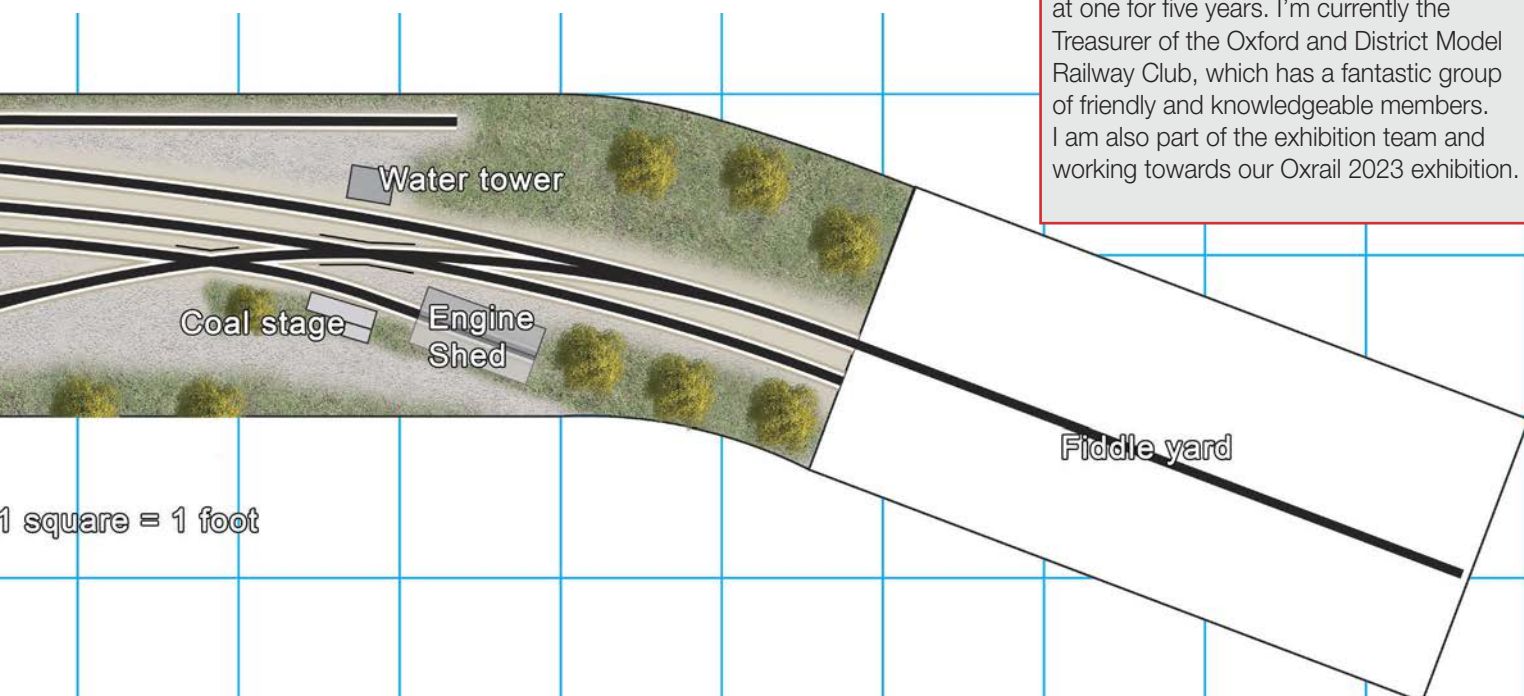 at one for five years. I'm currently the
Treasurer of the Oxford and District Model
Railway Club, which has a fantastic group
of friendly and knowledgeable members.
I am also part of the exhibition team and
working towards our Oxrail 2023 exhibition.
Water tower
Coal stage
Engine
Shed
Fiddle yard
1 square = 1 foot